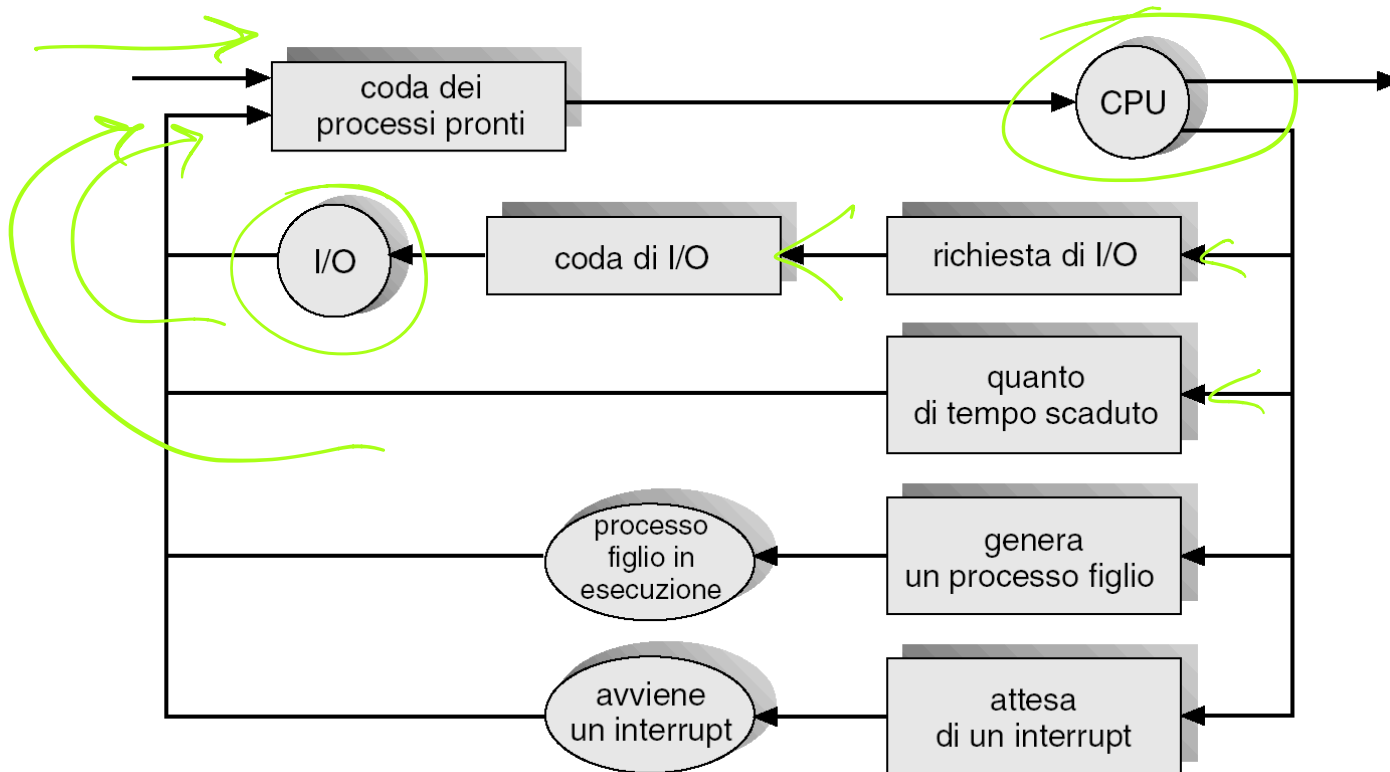 coda dei
processi pronti
CPU
I/O
coda di I/O
richiesta di I/O
quanto
di tempo scaduto
processo
figlio in
esecuzione
genera
un processo figlio
avviene
un interrupt
attesa
di un interrupt